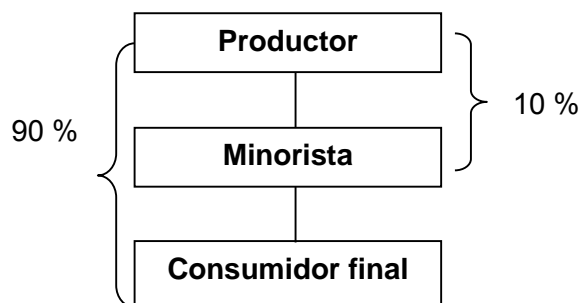 Productor
10 %
90 %
Minorista
Consumidor final